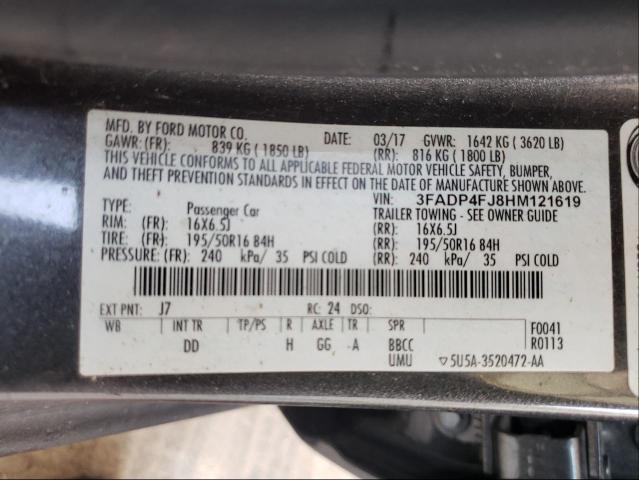 MFD. BY FORD MOTOR CO. DATE: 03/17 GVWR: 1642 KG ( 3620 LB)
GAWR: (FR): 839 KG ( 1850 LB) (RR): 816 KG ( 1800 LB)
THIS VEHICLE CONFORMS TO ALL APPLICABLE FEDERAL MOTOR VEHICLE SAFETY, BUMPER,
AND THEFT PREVENTION STANDARDS IN EFFECT ON THE DATE OF MANUFACTURE SHOWN ABOVE.
VIN: 3FADP4FJ8HM121619
TYPE: Passenger Car TRAILER TOWING - SEE OWNER GUIDE
RIM: (FR): 16X6.5J (RR): 16X6.5J
TIRE: (FR): 195/50R16 84H (RR): 195/50R16 84H
PRESSURE: (FR): 240 kPa/ 35 PSI COLD (RR): 240 kPa/ 35 PSI COLD
EXT PNT: J7 RC: 24 DSO:
WB INT TR TP/PS R AXLE TR SPR F0041
DD H GG A BBCC R0113
UMU ▽5U5A-3520472-AA